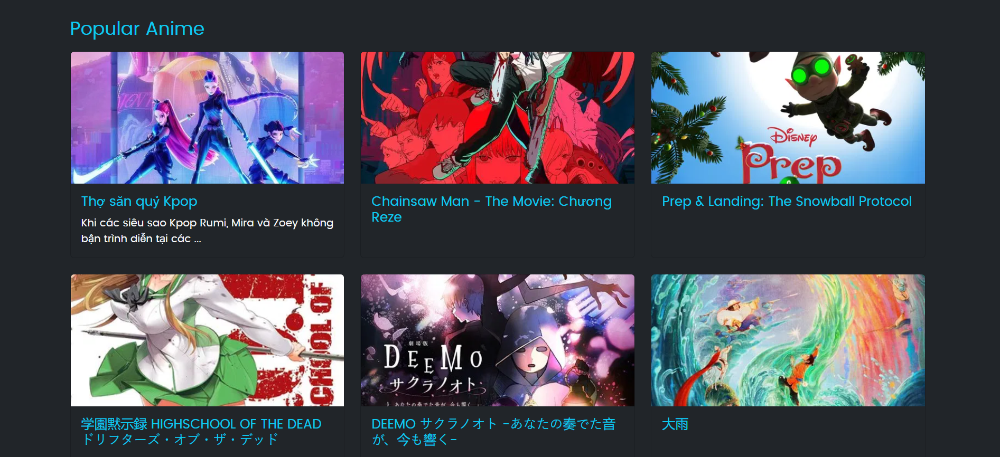 Popular Anime
DISNEY
Prep
Thợ săn quỷ Kpop
Chainsaw Man - The Movie: Chương
Reze
Prep & Landing: The Snowball Protocol
Khi các siêu sao Kpop Rumi, Mira và Zoey không
bận trình diễn tại các ...
SCHOOL OF
劇場版
DEEMO
サクラノオト
あなたの奏でた音が、今も響く
学園黙示録 HIGHSCHOOL OF THE DEAD
ドリフターズ・オブ・ザ・デッド
DEEMO サクラノオト -あなたの奏でた音
が、今も響く-
大雨